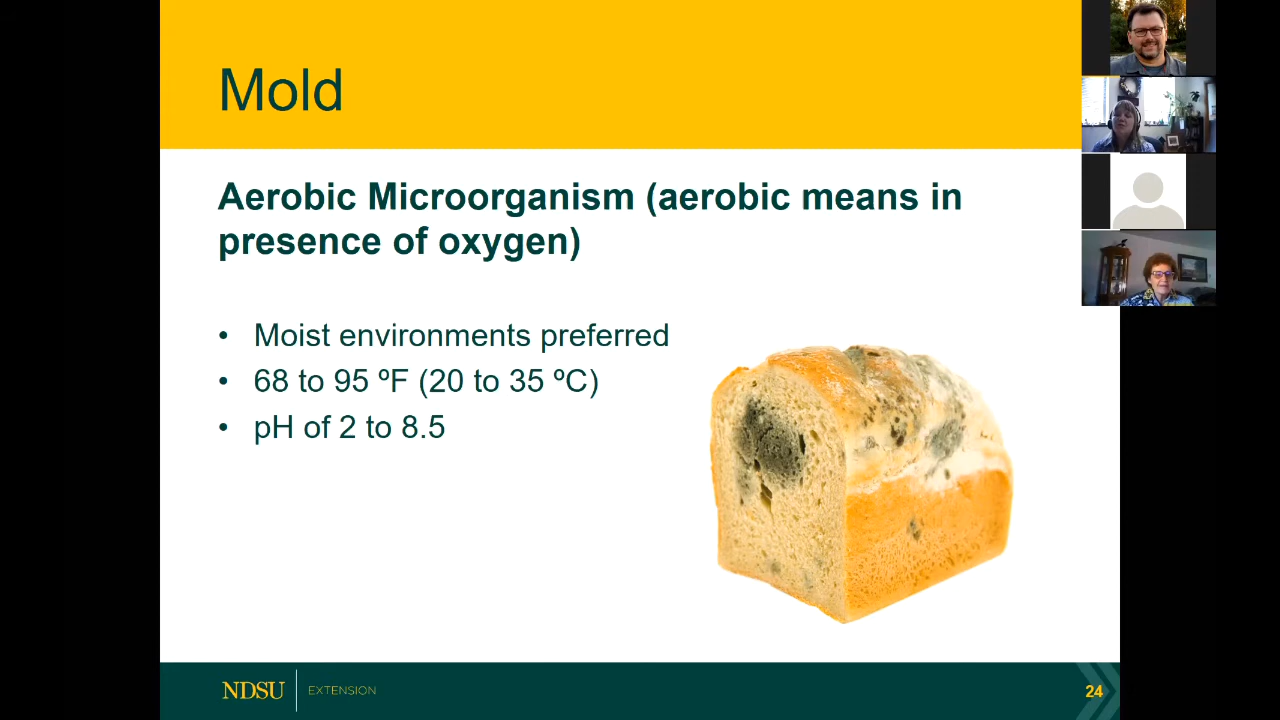 Mold
Aerobic Microorganism (aerobic means in
presence of oxygen)
• Moist environments preferred
• 68 to 95 ºF (20 to 35 ºC)
• pH of 2 to 8.5
NDSU EXTENSION
24